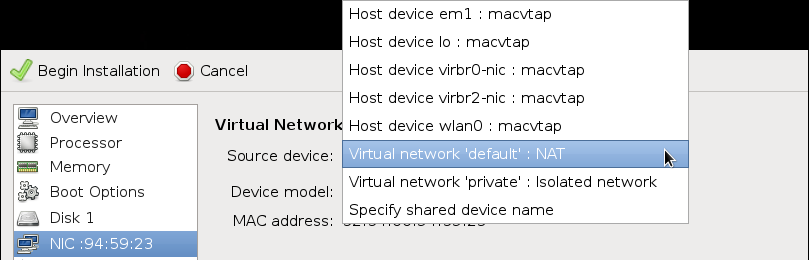 Host device em1 : macvtap
Host device lo : macvtap
Host device virbr0-nic : macvtap
Host device virbr2-nic : macvtap
Host device wlan0 : macvtap
Virtual network 'default' : NAT
Virtual network 'private' : Isolated network
Specify shared device name
Begin Installation
Cancel
Overview
Processor
Memory
Boot Options
Disk 1
NIC :94:59:23
Virtual Network
Source device:
Device model:
MAC address: